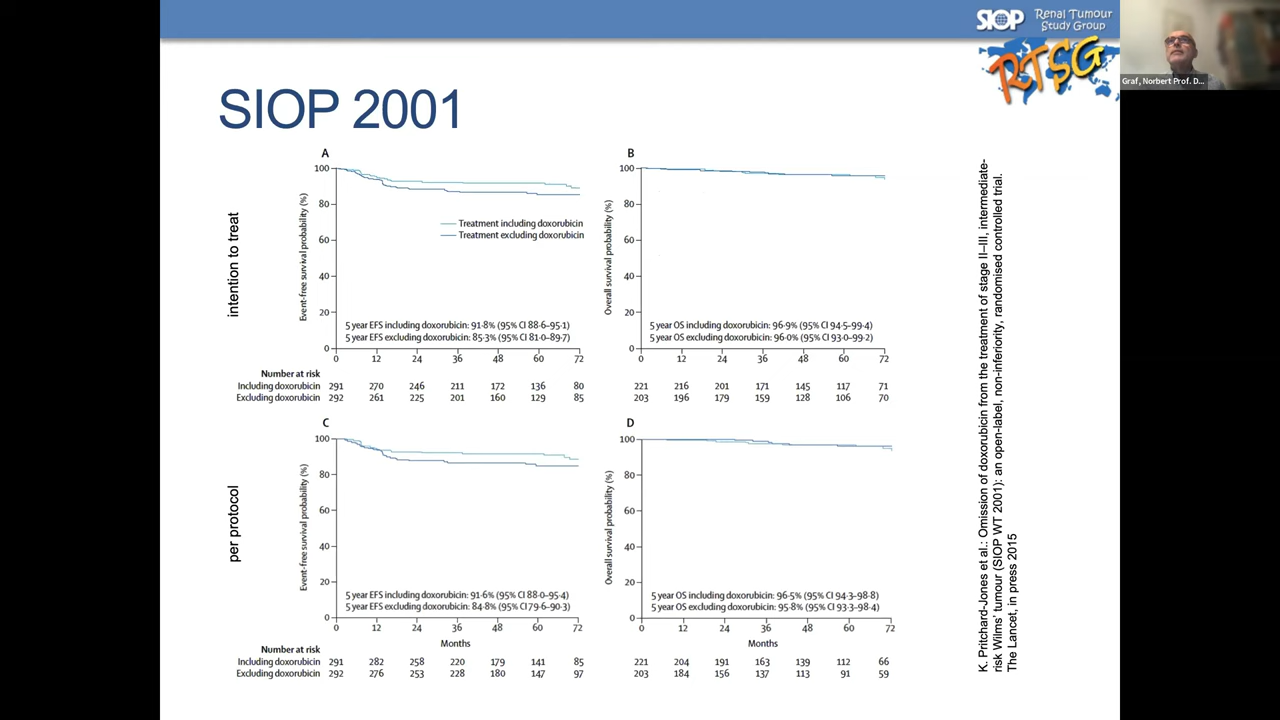 SIOP
Renal Tumour
Study Group
RTSG
Graf, Norbert Prof. D...
SIOP 2001
intention to treat
A
Event-free survival probability (%)
100
80
60
40
20
0
Treatment including doxorubicin
Treatment excluding doxorubicin
5 year EFS including doxorubicin: 91·8% (95% CI 88·6–95·1)
5 year EFS excluding doxorubicin: 85·3% (95% CI 81·0–89·7)
0 12 24 36 48 60 72
Number at risk
Including doxorubicin 291 270 246 211 172 136 80
Excluding doxorubicin 292 261 225 201 160 129 85
B
Overall survival probability (%)
100
80
60
40
20
0
5 year OS including doxorubicin: 96·9% (95% CI 94·5–99·4)
5 year OS excluding doxorubicin: 96·0% (95% CI 93·0–99·2)
0 12 24 36 48 60 72
221 216 201 171 145 117 71
203 196 179 159 128 106 70
per protocol
C
Event-free survival probability (%)
100
80
60
40
20
0
5 year EFS including doxorubicin: 91·6% (95% CI 88·0–95·4)
5 year EFS excluding doxorubicin: 84·8% (95% CI 79·6–90·3)
0 12 24 36 48 60 72
Months
Number at risk
Including doxorubicin 291 282 258 220 179 141 85
Excluding doxorubicin 292 276 253 228 180 147 97
D
Overall survival probability (%)
100
80
60
40
20
0
5 year OS including doxorubicin: 96·5% (95% CI 94·3–98·8)
5 year OS excluding doxorubicin: 95·8% (95% CI 93·3–98·4)
0 12 24 36 48 60 72
Months
221 204 191 163 139 112 66
203 184 156 137 113 91 59
K. Pritchard-Jones et al.: Omission of doxorubicin from the treatment of stage II–III, intermediate-
risk Wilms' tumour (SIOP WT 2001): an open-label, non-inferiority, randomised controlled trial.
The Lancet, in press 2015